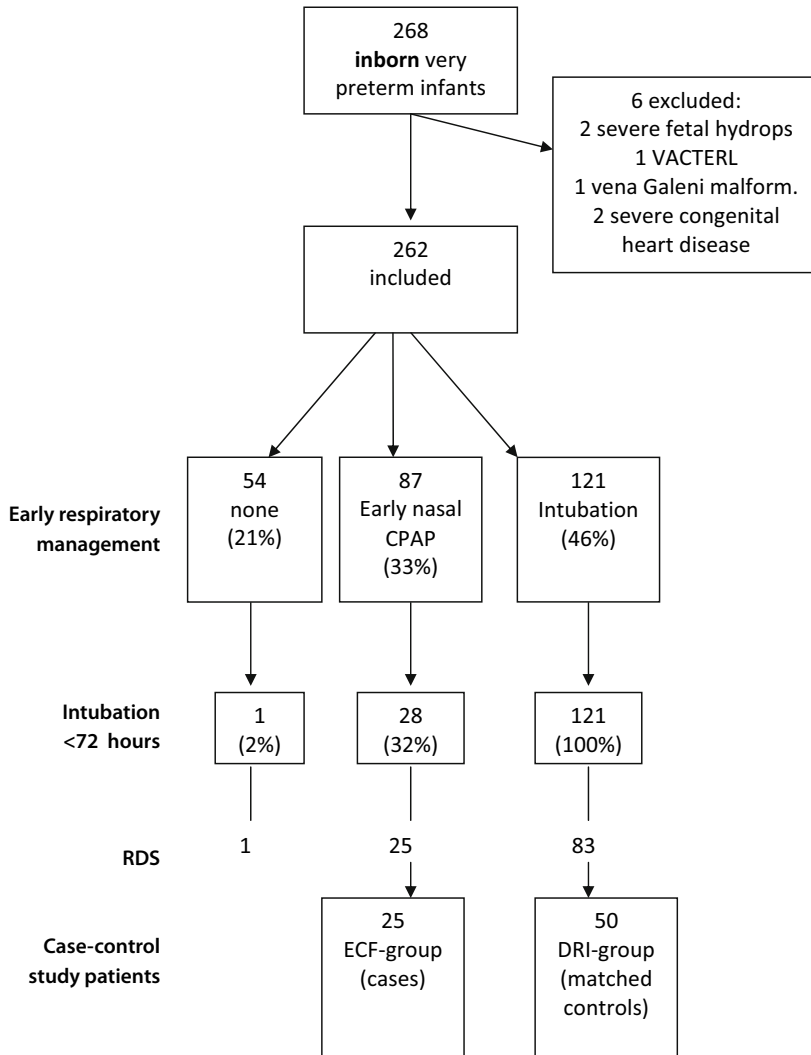 268
inborn very
preterm infants
6 excluded:
2 severe fetal hydrops
1 VACTERL
1 vena Galeni malform.
2 severe congenital
heart disease
262
included
Early respiratory
management
54
none
(21%)
87
Early nasal
CPAP
(33%)
121
Intubation
(46%)
Intubation
<72 hours
1
(2%)
28
(32%)
121
(100%)
RDS
1
25
83
Case-control
study patients
25
ECF-group
(cases)
50
DRI-group
(matched
controls)